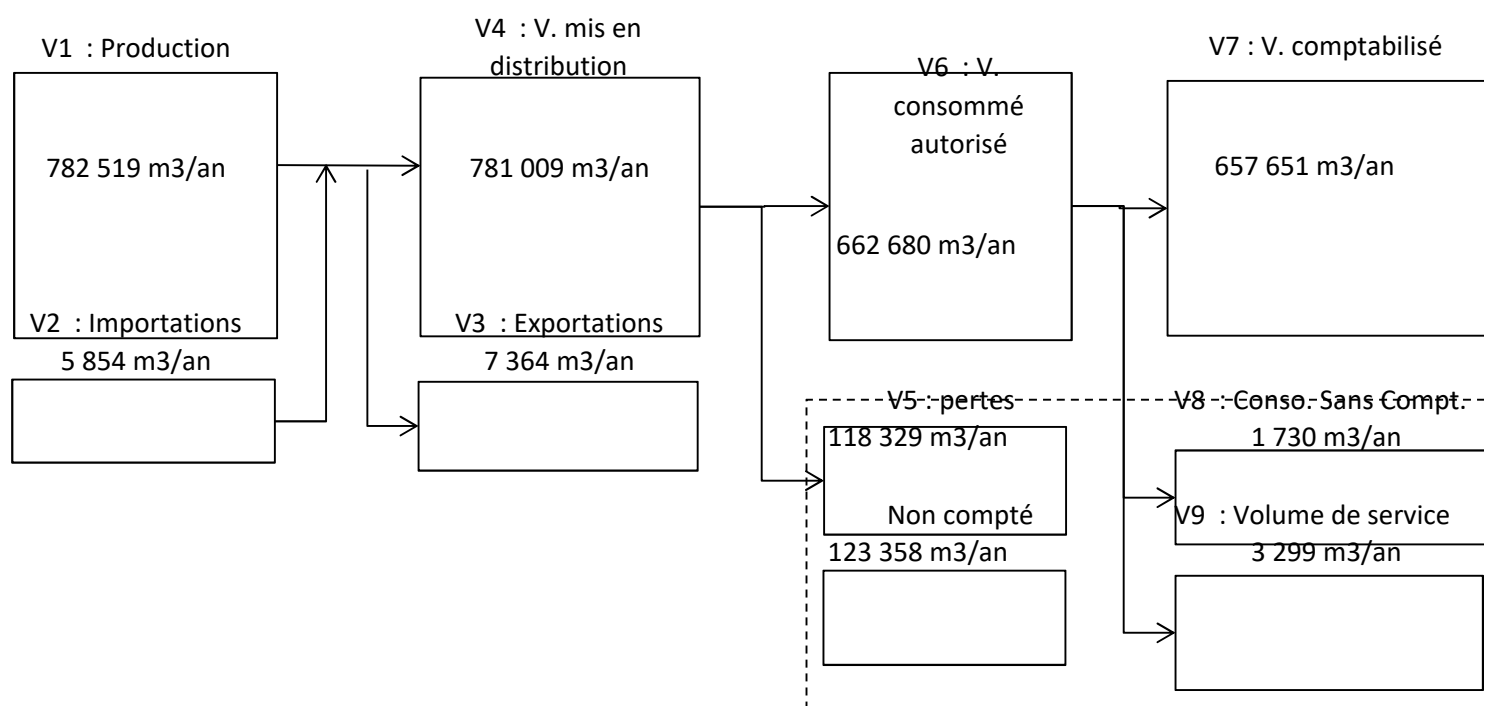 V1 : Production
782 519 m3/an
V2 : Importations
5 854 m3/an
V4 : V. mis en
distribution
781 009 m3/an
V3 : Exportations
7 364 m3/an
V6 : V.
consommé
autorisé
662 680 m3/an
V5 : pertes
118 329 m3/an
Non compté
123 358 m3/an
V7 : V. comptabilisé
657 651 m3/an
V8 : Conso. Sans Compt.
1 730 m3/an
V9 : Volume de service
3 299 m3/an